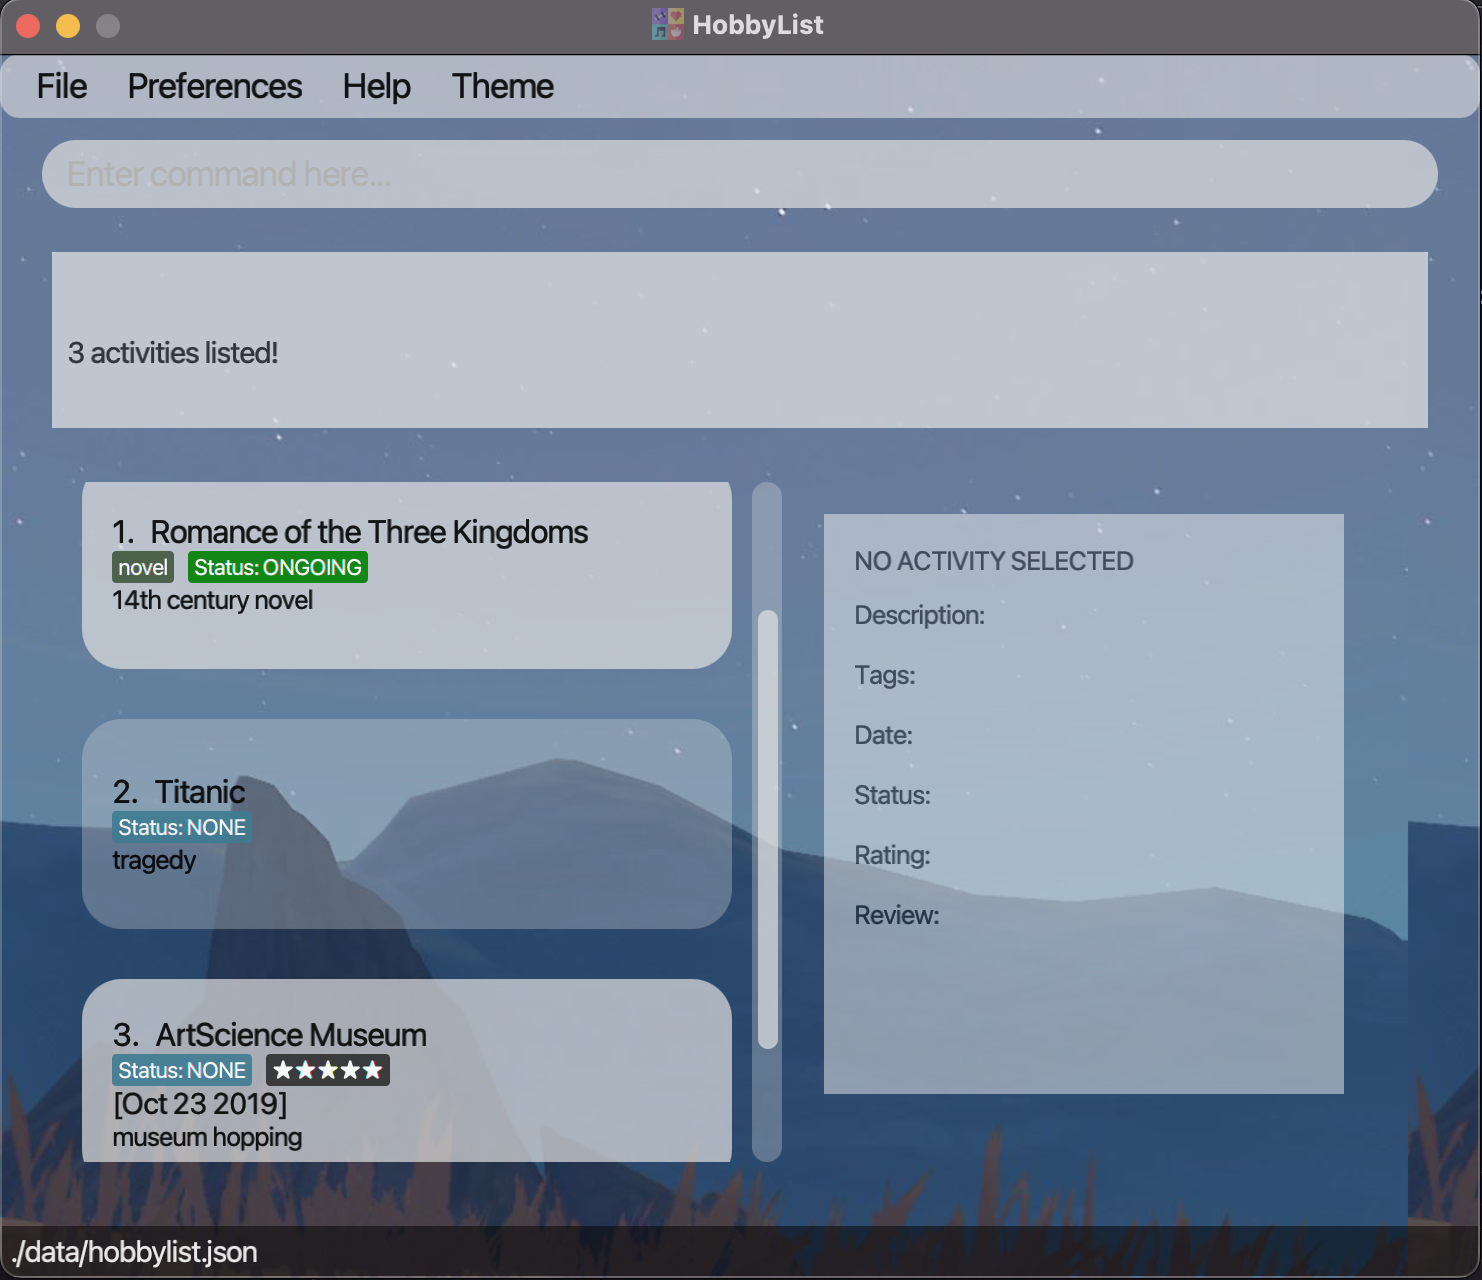 HobbyList
File Preferences Help Theme
Enter command here...
3 activities listed!
1. Romance of the Three Kingdoms
novel Status: ONGOING
14th century novel
2. Titanic
Status: NONE
tragedy
3. ArtScience Museum
Status: NONE ★★★★★
[Oct 23 2019]
museum hopping
NO ACTIVITY SELECTED
Description:
Tags:
Date:
Status:
Rating:
Review:
./data/hobbylist.json